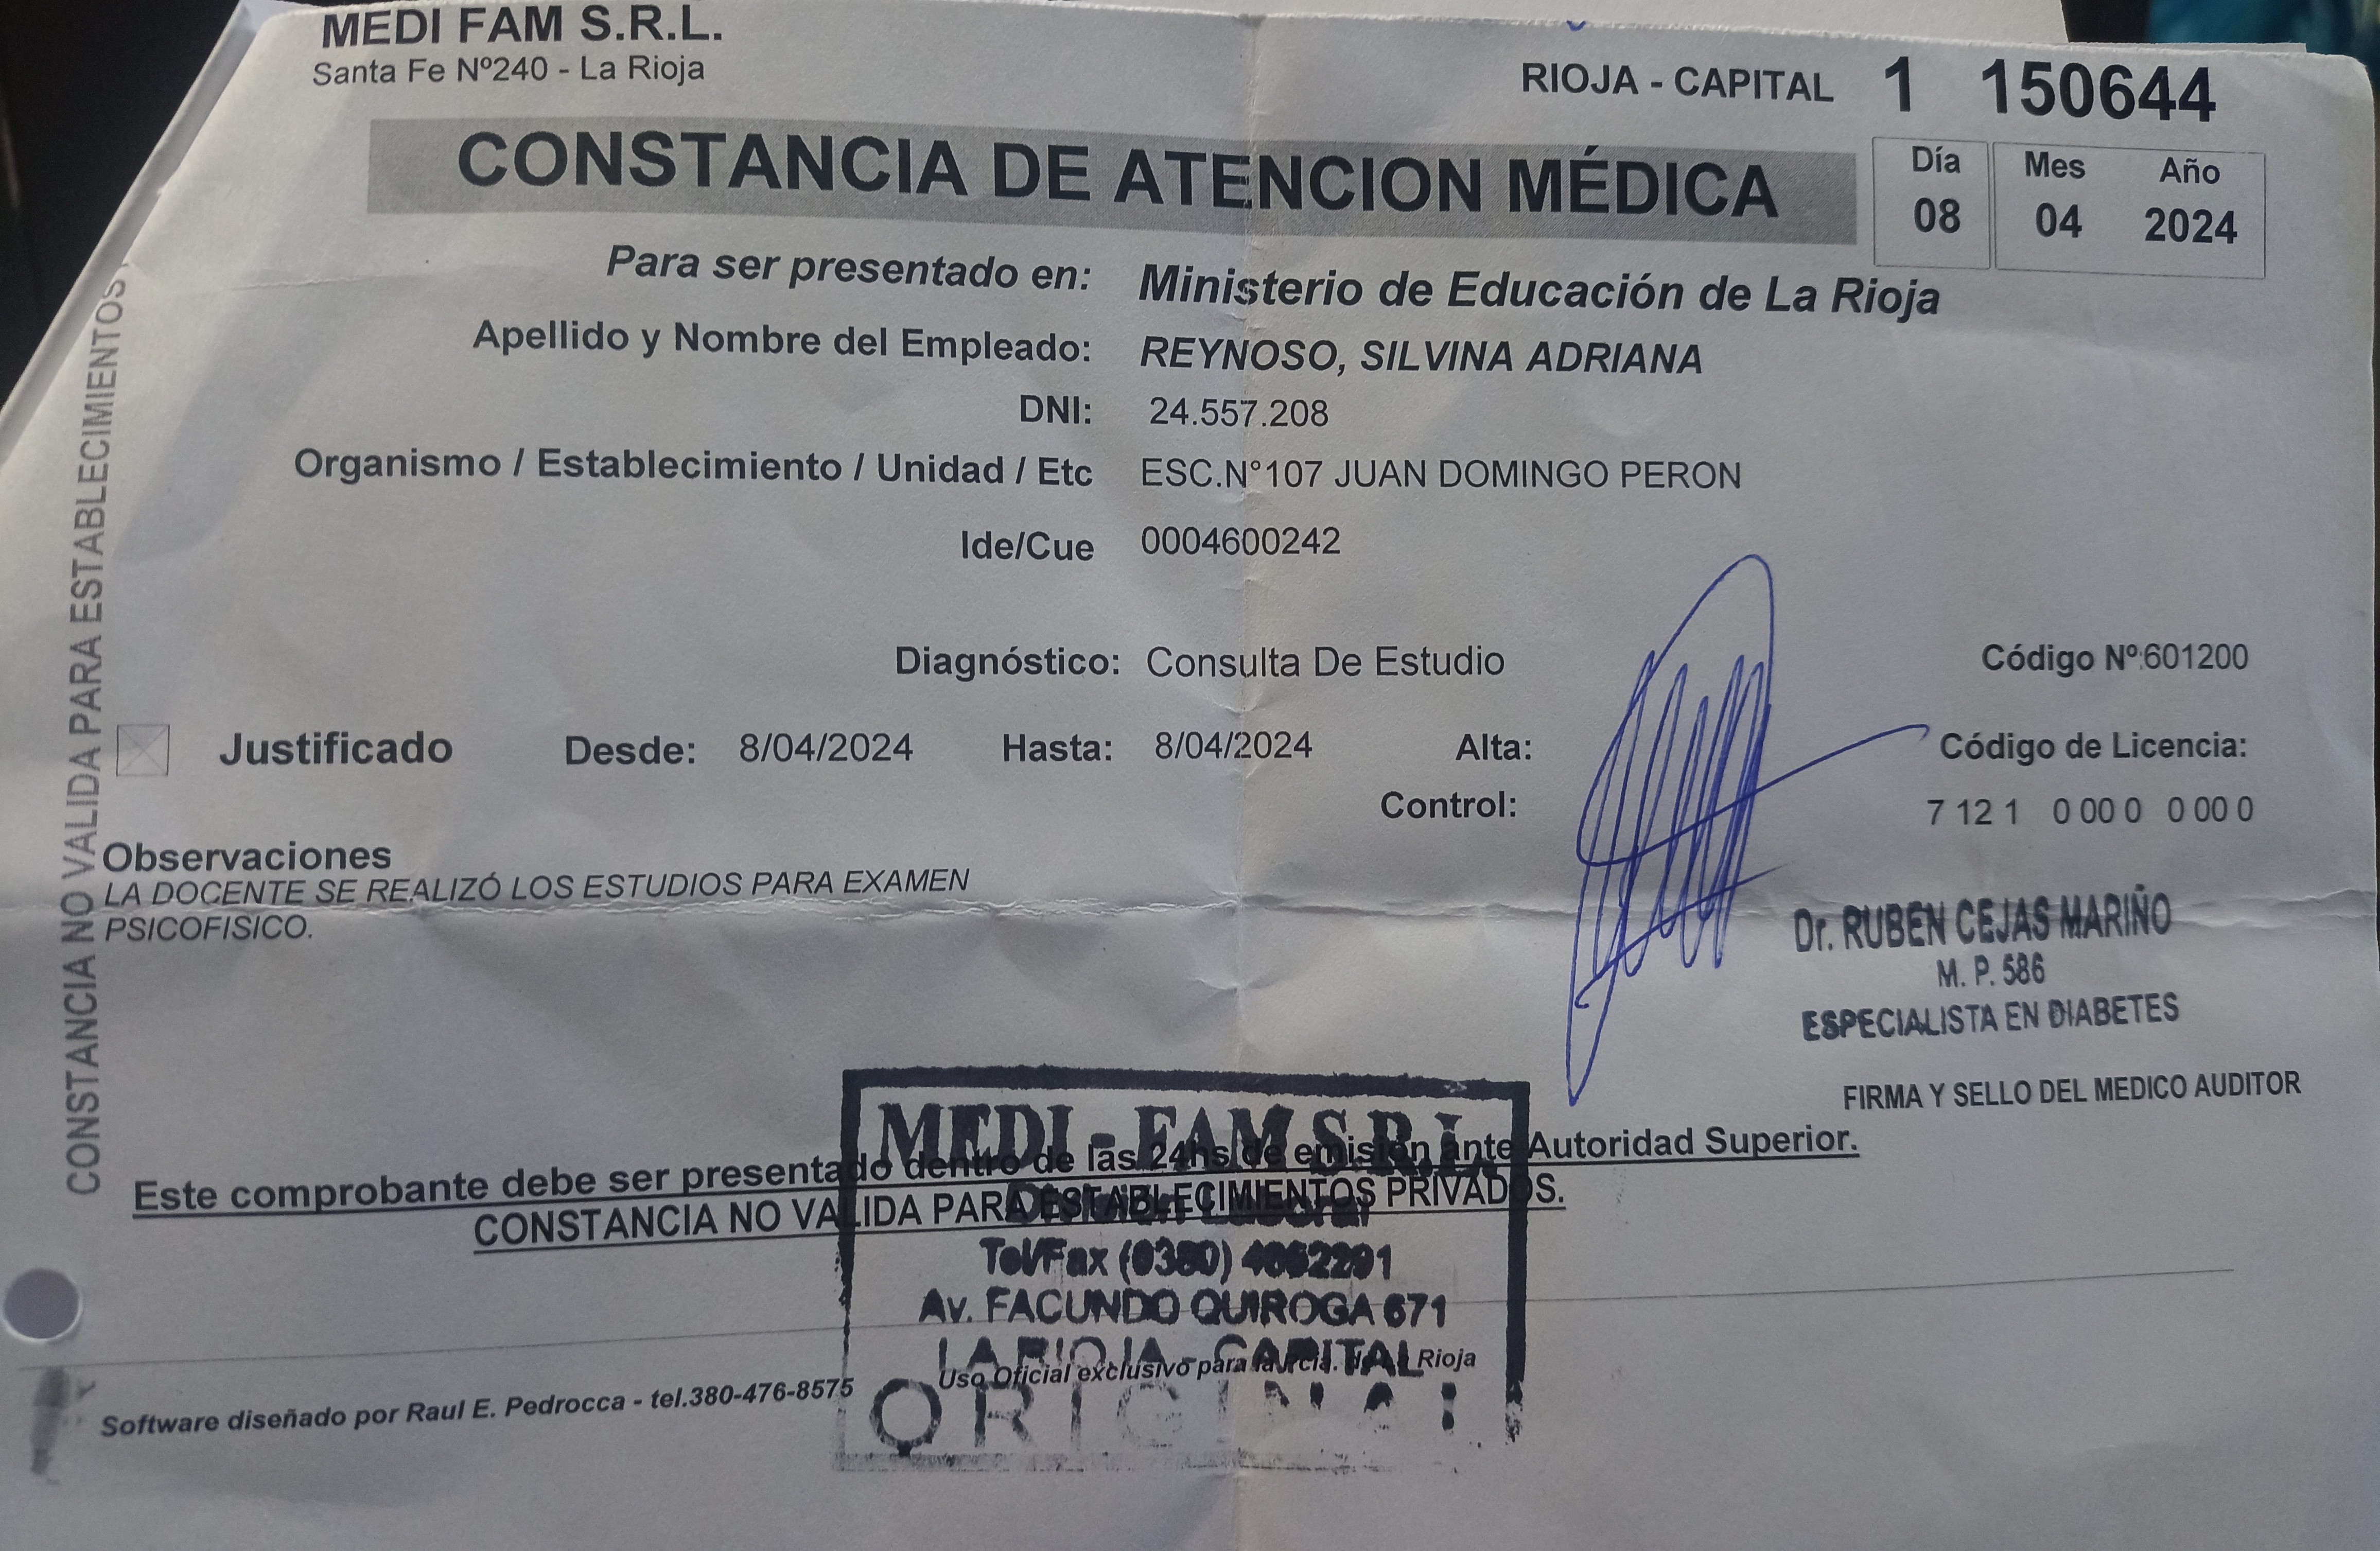 MEDI FAM S.R.L.
Santa Fe Nº240 - La Rioja
RIOJA - CAPITAL 1 150644
CONSTANCIA DE ATENCION MÉDICA
Día Mes Año
08 04 2024
Para ser presentado en: Ministerio de Educación de La Rioja
Apellido y Nombre del Empleado: REYNOSO, SILVINA ADRIANA
DNI: 24.557.208
Organismo / Establecimiento / Unidad / Etc ESC.N°107 JUAN DOMINGO PERON
Ide/Cue 0004600242
Diagnóstico: Consulta De Estudio Código Nº:601200
Justificado Desde: 8/04/2024 Hasta: 8/04/2024 Alta: Código de Licencia:
Control: 7 12 1 0 00 0 0 00 0
Observaciones
LA DOCENTE SE REALIZÓ LOS ESTUDIOS PARA EXAMEN
PSICOFISICO.
Dr. RUBEN CEJAS MARIÑO
M. P. 586
ESPECIALISTA EN DIABETES
FIRMA Y SELLO DEL MEDICO AUDITOR
MEDI - FAM S.R.L.
Este comprobante debe ser presentado dentro de las 24hs de emisión ante Autoridad Superior.
CONSTANCIA NO VALIDA PARA ESTABLECIMIENTOS PRIVADOS.
Tel/Fax (0380)
Av. FACUNDO QUIROGA 671
LA RIOJA - CAPITAL
Uso Oficial exclusivo para la Rioja
ORIGINAL
Software diseñado por Raul E. Pedrocca - tel.380-476-8575
CONSTANCIA NO VALIDA PARA ESTABLECIMIENTOS